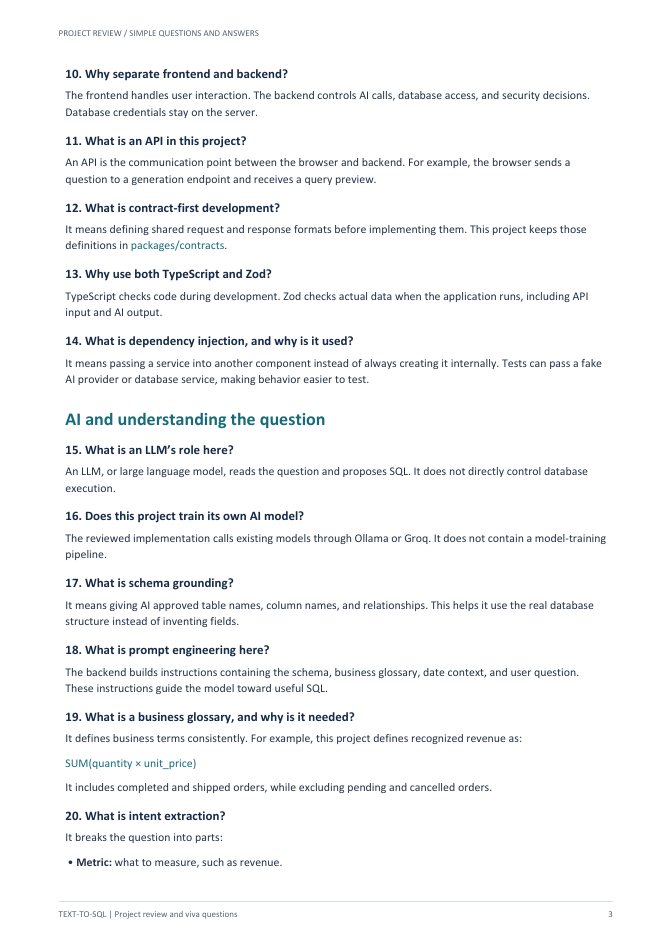 PROJECT REVIEW / SIMPLE QUESTIONS AND ANSWERS
10. Why separate frontend and backend?
The frontend handles user interaction. The backend controls AI calls, database access, and security decisions.
Database credentials stay on the server.
11. What is an API in this project?
An API is the communication point between the browser and backend. For example, the browser sends a
question to a generation endpoint and receives a query preview.
12. What is contract-first development?
It means defining shared request and response formats before implementing them. This project keeps those
definitions in packages/contracts.
13. Why use both TypeScript and Zod?
TypeScript checks code during development. Zod checks actual data when the application runs, including API
input and AI output.
14. What is dependency injection, and why is it used?
It means passing a service into another component instead of always creating it internally. Tests can pass a fake
AI provider or database service, making behavior easier to test.
AI and understanding the question
15. What is an LLM’s role here?
An LLM, or large language model, reads the question and proposes SQL. It does not directly control database
execution.
16. Does this project train its own AI model?
The reviewed implementation calls existing models through Ollama or Groq. It does not contain a model-training
pipeline.
17. What is schema grounding?
It means giving AI approved table names, column names, and relationships. This helps it use the real database
structure instead of inventing fields.
18. What is prompt engineering here?
The backend builds instructions containing the schema, business glossary, date context, and user question.
These instructions guide the model toward useful SQL.
19. What is a business glossary, and why is it needed?
It defines business terms consistently. For example, this project defines recognized revenue as:
SUM(quantity × unit_price)
It includes completed and shipped orders, while excluding pending and cancelled orders.
20. What is intent extraction?
It breaks the question into parts:
• Metric: what to measure, such as revenue.
TEXT-TO-SQL | Project review and viva questions
3